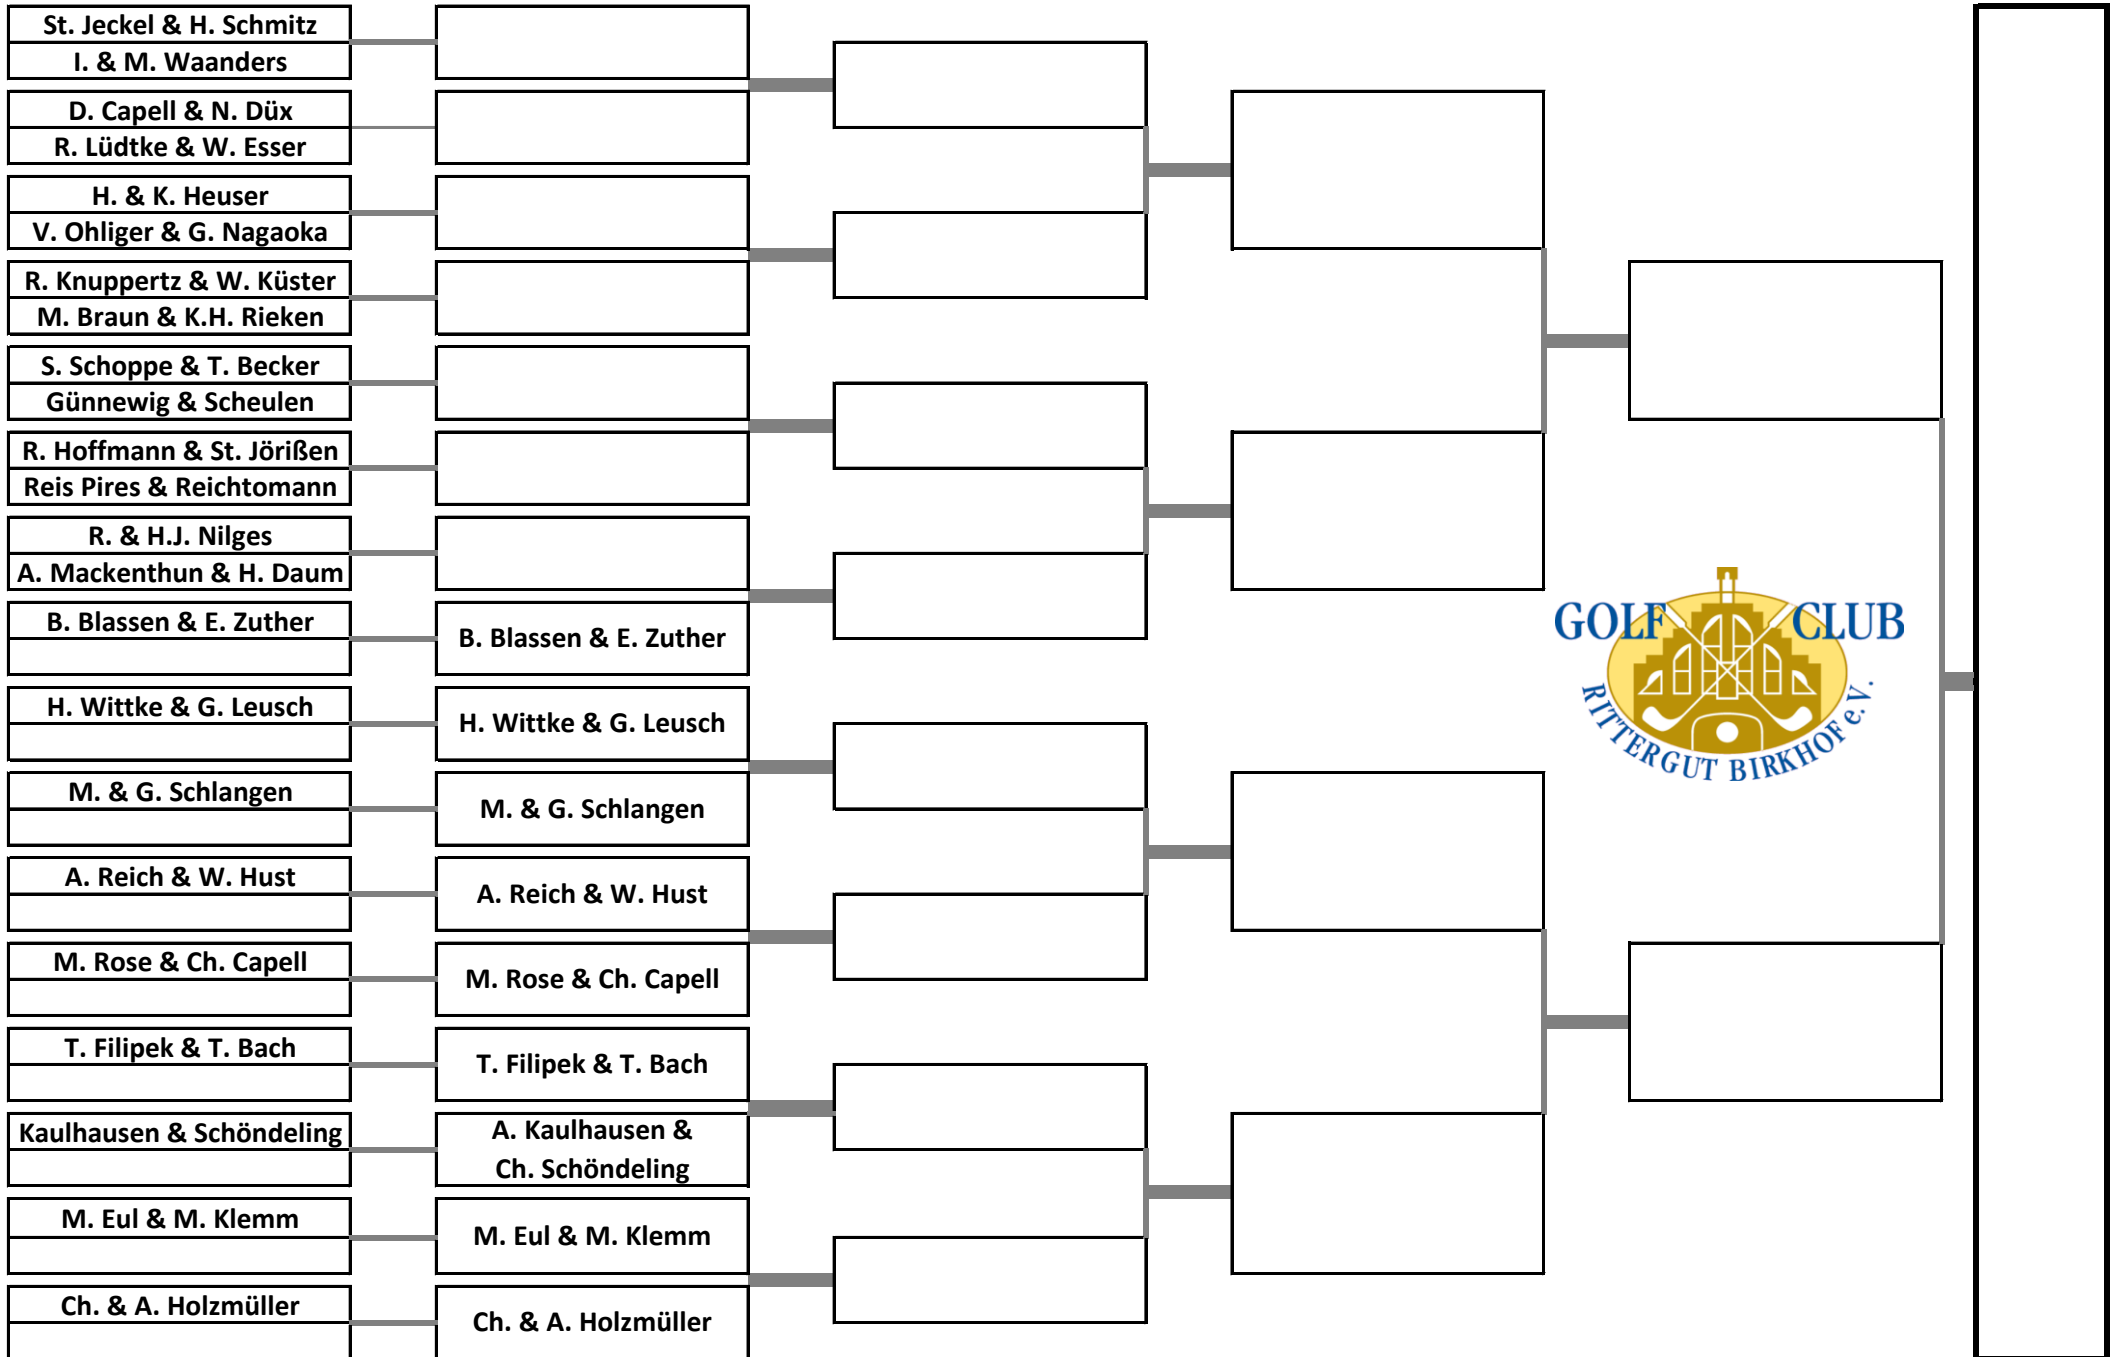 St. Jeckel & H. Schmitz
I. & M. Waanders
D. Capell & N. Düx
R. Lüdtke & W. Esser
H. & K. Heuser
V. Ohliger & G. Nagaoka
R. Knuppertz & W. Küster
M. Braun & K.H. Rieken
S. Schoppe & T. Becker
Günnewig & Scheulen
R. Hoffmann & St. Jörißen
Reis Pires & Reichtomann
R. & H.J. Nilges
A. Mackenthun & H. Daum
B. Blassen & E. Zuther
H. Wittke & G. Leusch
M. & G. Schlangen
A. Reich & W. Hust
M. Rose & Ch. Capell
T. Filipek & T. Bach
Kaulhausen & Schöndeling
M. Eul & M. Klemm
Ch. & A. Holzmüller
B. Blassen & E. Zuther
H. Wittke & G. Leusch
M. & G. Schlangen
A. Reich & W. Hust
M. Rose & Ch. Capell
T. Filipek & T. Bach
A. Kaulhausen &
Ch. Schöndeling
M. Eul & M. Klemm
Ch. & A. Holzmüller
GOLF CLUB
RITTERGUT BIRKHOF e.V.